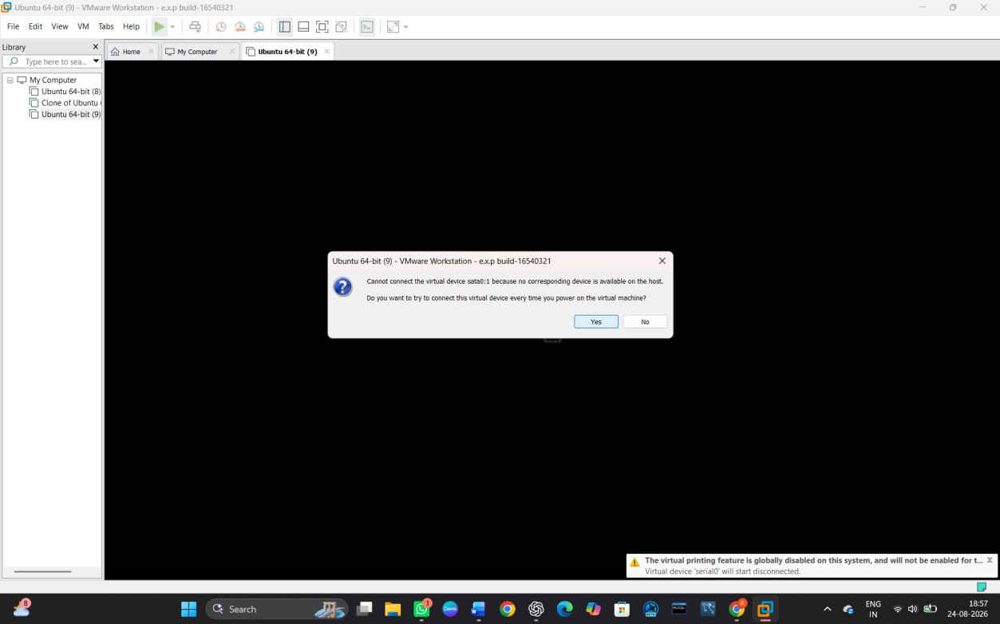 Ubuntu 64-bit (9) - VMware Workstation - e.x.p build-16540321
File Edit View VM Tabs Help
Library X
Home My Computer Ubuntu 64-bit (9)
Type here to sea...
My Computer
Ubuntu 64-bit (8)
Clone of Ubuntu
Ubuntu 64-bit (9)
Ubuntu 64-bit (9) - VMware Workstation - e.x.p build-16540321
Cannot connect the virtual device sata0:1 because no corresponding device is available on the host.
Do you want to try to connect this virtual device every time you power on the virtual machine?
Yes No
The virtual printing feature is globally disabled on this system, and will not be enabled for t... X
Virtual device 'serial0' will start disconnected.
8
Search
1
ENG
IN
18:57
24-08-2026